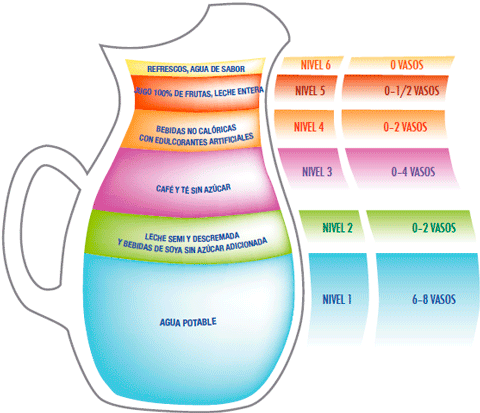 REFRESCOS, AGUA DE SABOR
NIVEL 6
0 VASOS
JUGO 100% DE FRUTAS, LECHE ENTERA
NIVEL 5
0-1/2 VASOS
BEBIDAS NO CALÓRICAS
CON EDULCORANTES ARTIFICIALES
NIVEL 4
0-2 VASOS
CAFÉ Y TÉ SIN AZÚCAR
NIVEL 3
0-4 VASOS
LECHE SEMI Y DESCREMADA
Y BEBIDAS DE SOYA SIN AZÚCAR ADICIONADA
NIVEL 2
0-2 VASOS
AGUA POTABLE
NIVEL 1
6-8 VASOS